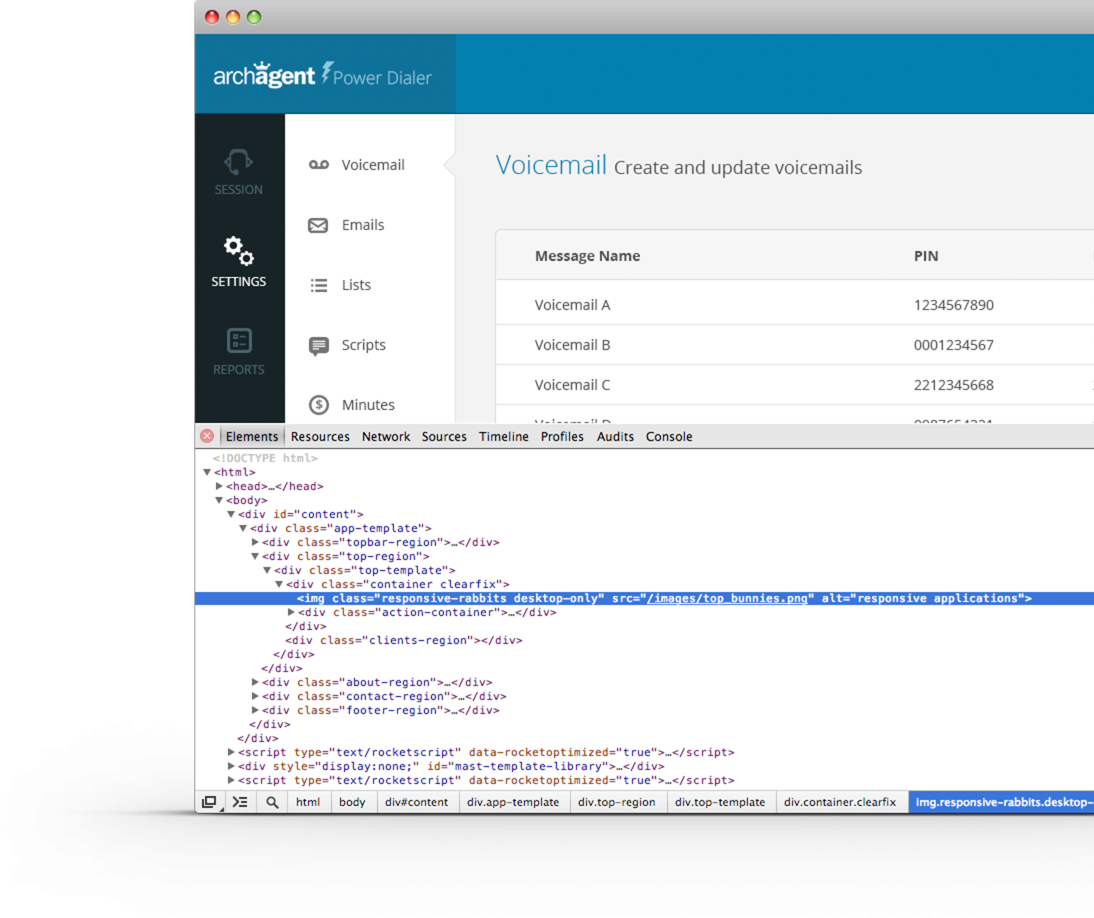 archagent Power Dialer
SESSION
SETTINGS
REPORTS
Voicemail
Emails
Lists
Scripts
Minutes
Voicemail Create and update voicemails
Message Name PIN
Voicemail A 1234567890
Voicemail B 0001234567
Voicemail C 2212345668
Voicemail D 0987654321
Elements Resources Network Sources Timeline Profiles Audits Console
<!DOCTYPE html>
▼<html>
▶<head>…</head>
▼<body>
▼<div id="content">
▼<div class="app-template">
▶<div class="topbar-region">…</div>
▼<div class="top-region">
▼<div class="top-template">
▼<div class="container clearfix">
<img class="responsive-rabbits desktop-only" src="/images/top_bunnies.png" alt="responsive applications">
▶<div class="action-container">…</div>
</div>
<div class="clients-region"></div>
</div>
</div>
▶<div class="about-region">…</div>
▶<div class="contact-region">…</div>
▶<div class="footer-region">…</div>
</div>
</div>
▶<script type="text/rocketscript" data-rocketoptimized="true">…</script>
▶<div style="display:none;" id="mast-template-library">…</div>
▶<script type="text/rocketscript" data-rocketoptimized="true">…</script>
html body div#content div.app-template div.top-region div.top-template div.container.clearfix img.responsive-rabbits.desktop-